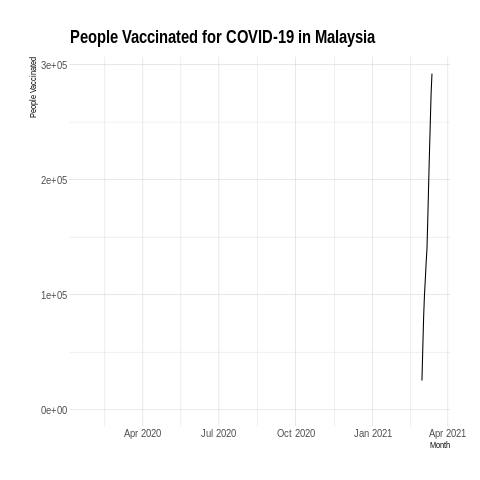 People Vaccinated for COVID-19 in Malaysia
People Vaccinated
3e+05
2e+05
1e+05
0e+00
Apr 2020 Jul 2020 Oct 2020 Jan 2021 Apr 2021
Month